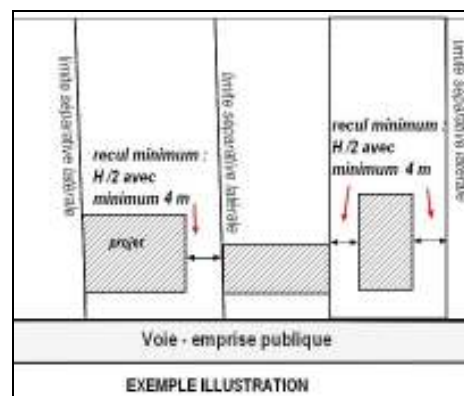 limite séparative latérale
limite séparative latérale
limite séparative latérale
recul minimum :
H/2 avec
minimum 4 m
recul minimum :
H/2 avec
minimum 4 m
projet
Voie - emprise publique
EXEMPLE ILLUSTRATION